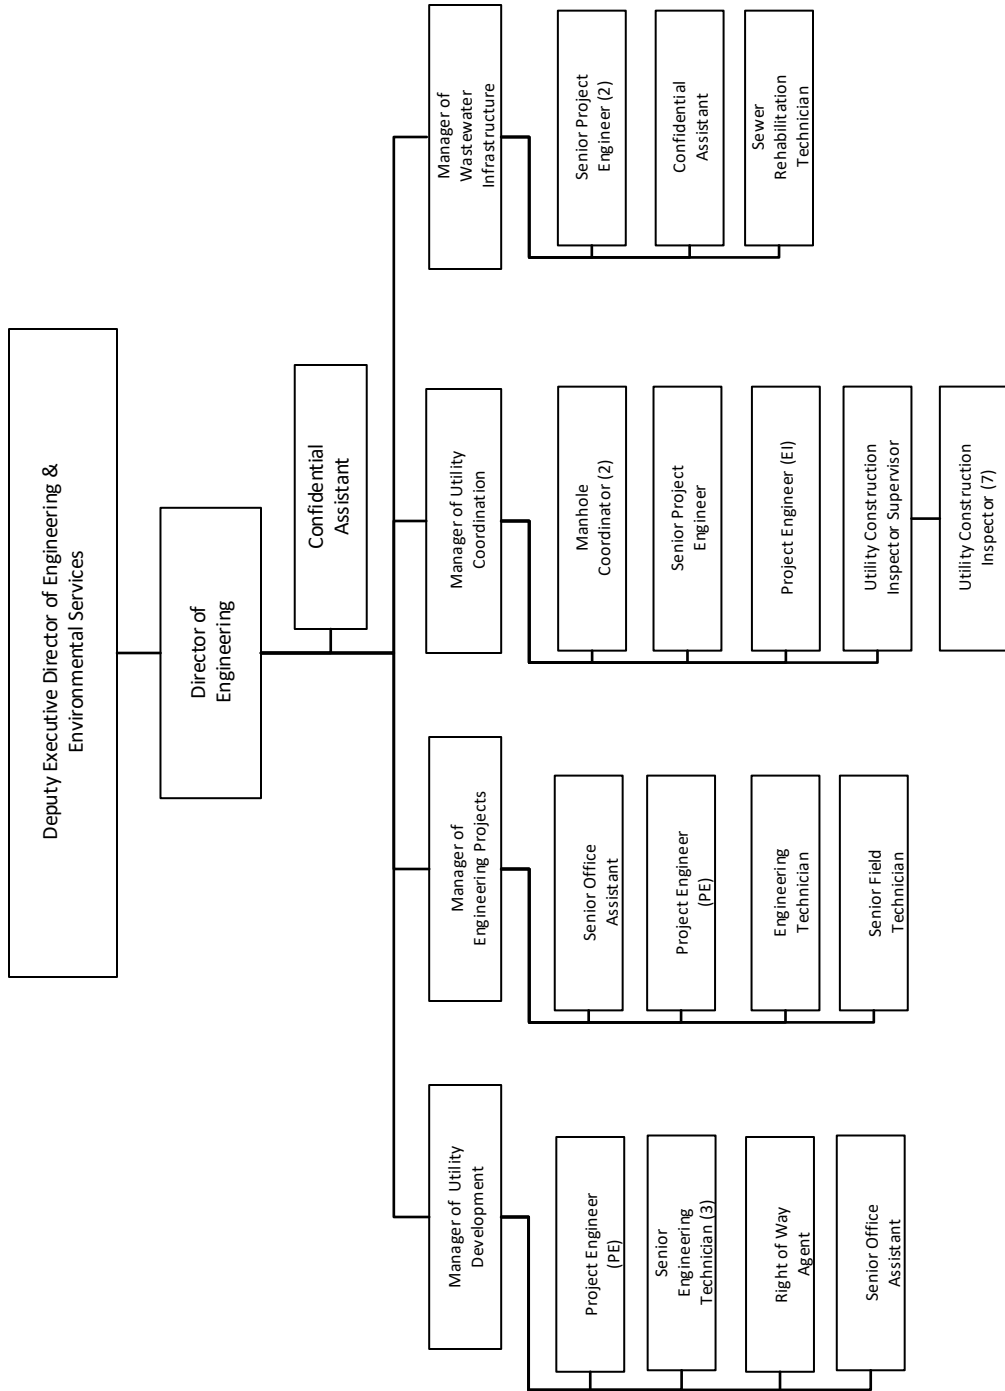 Deputy Executive Director of Engineering &
Environmental Services
Director of
Engineering
Confidential
Assistant
Manager of Utility
Development
Project Engineer
(PE)
Senior
Engineering
Technician (3)
Right of Way
Agent
Senior Office
Assistant
Manager of
Engineering Projects
Senior Office
Assistant
Project Engineer
(PE)
Engineering
Technician
Senior Field
Technician
Manager of Utility
Coordination
Manhole
Coordinator (2)
Senior Project
Engineer
Project Engineer (EI)
Utility Construction
Inspector Supervisor
Utility Construction
Inspector (7)
Manager of
Wastewater
Infrastructure
Senior Project
Engineer (2)
Confidential
Assistant
Sewer
Rehabilitation
Technician